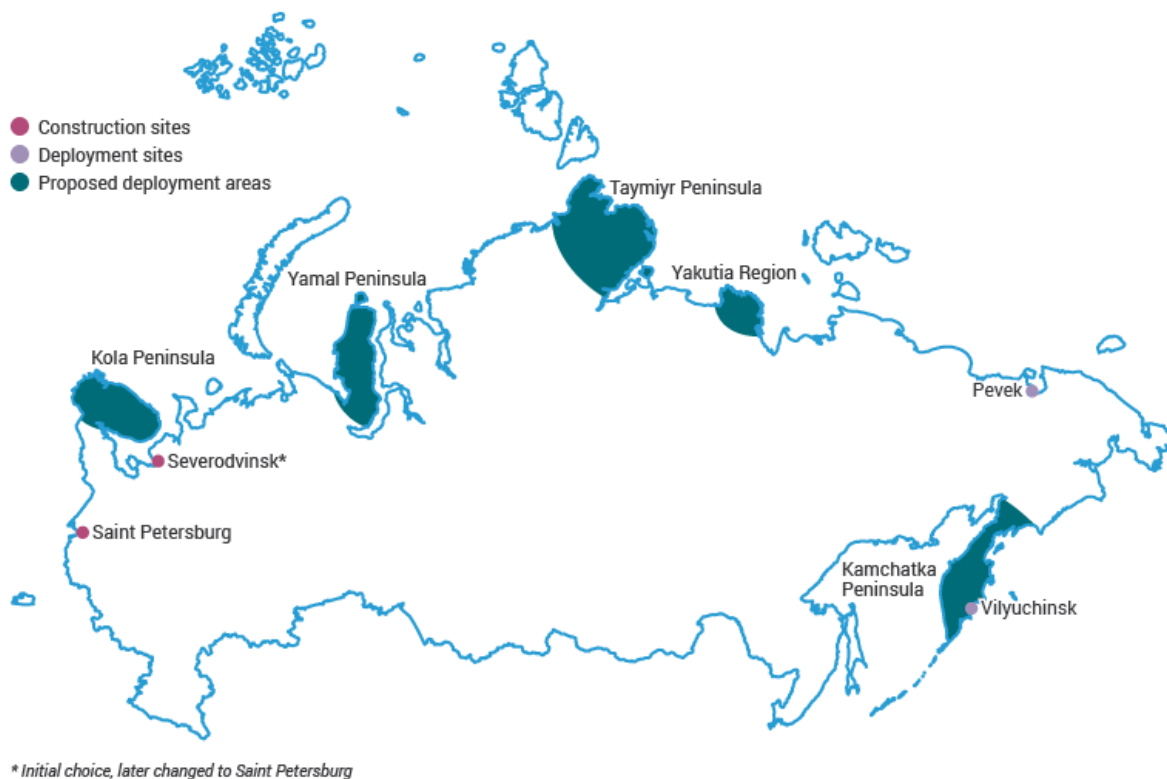 Construction sites
Deployment sites
Proposed deployment areas
Taymiyr Peninsula
Yamal Peninsula
Yakutia Region
Kola Peninsula
Pevek
Severodvinsk*
Saint Petersburg
Kamchatka
Peninsula
Vilyuchinsk
* Initial choice, later changed to Saint Petersburg